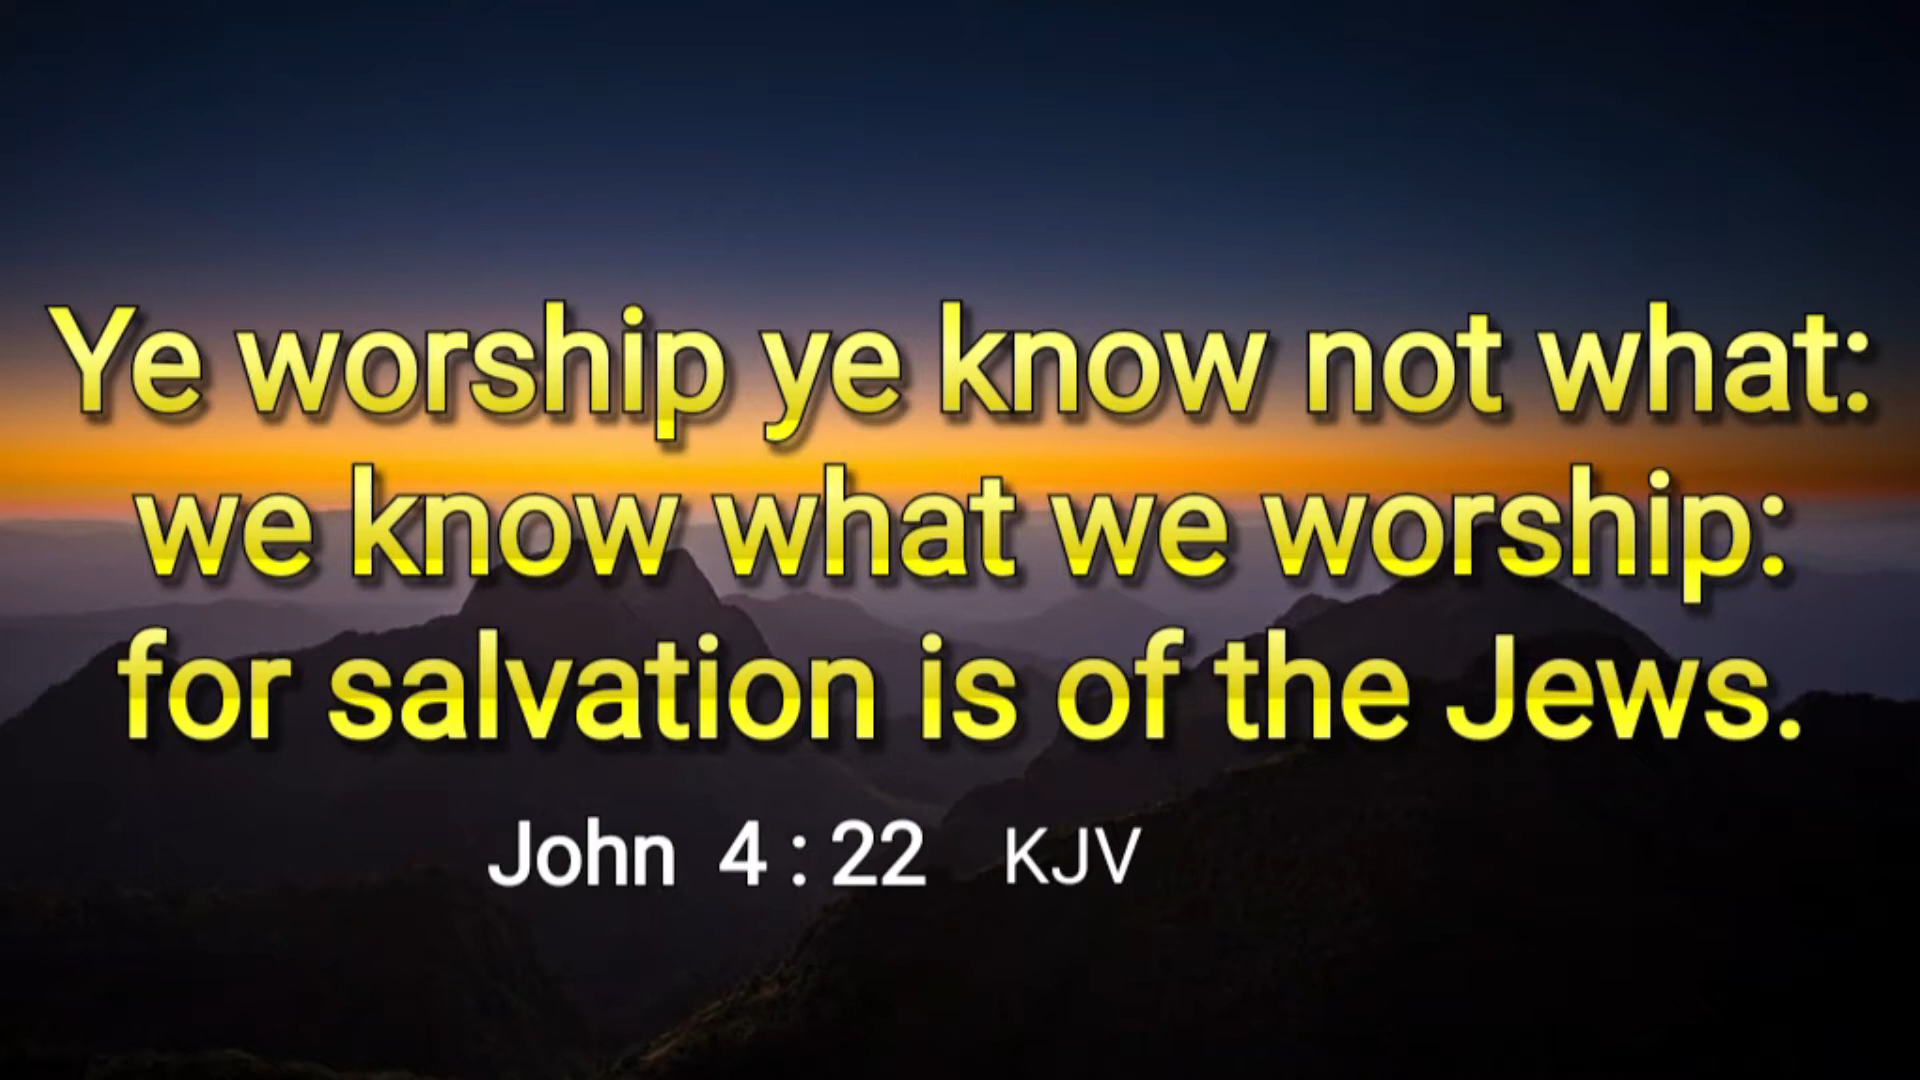 Ye worship ye know not what:
we know what we worship:
for salvation is of the Jews.
John 4 : 22 KJV